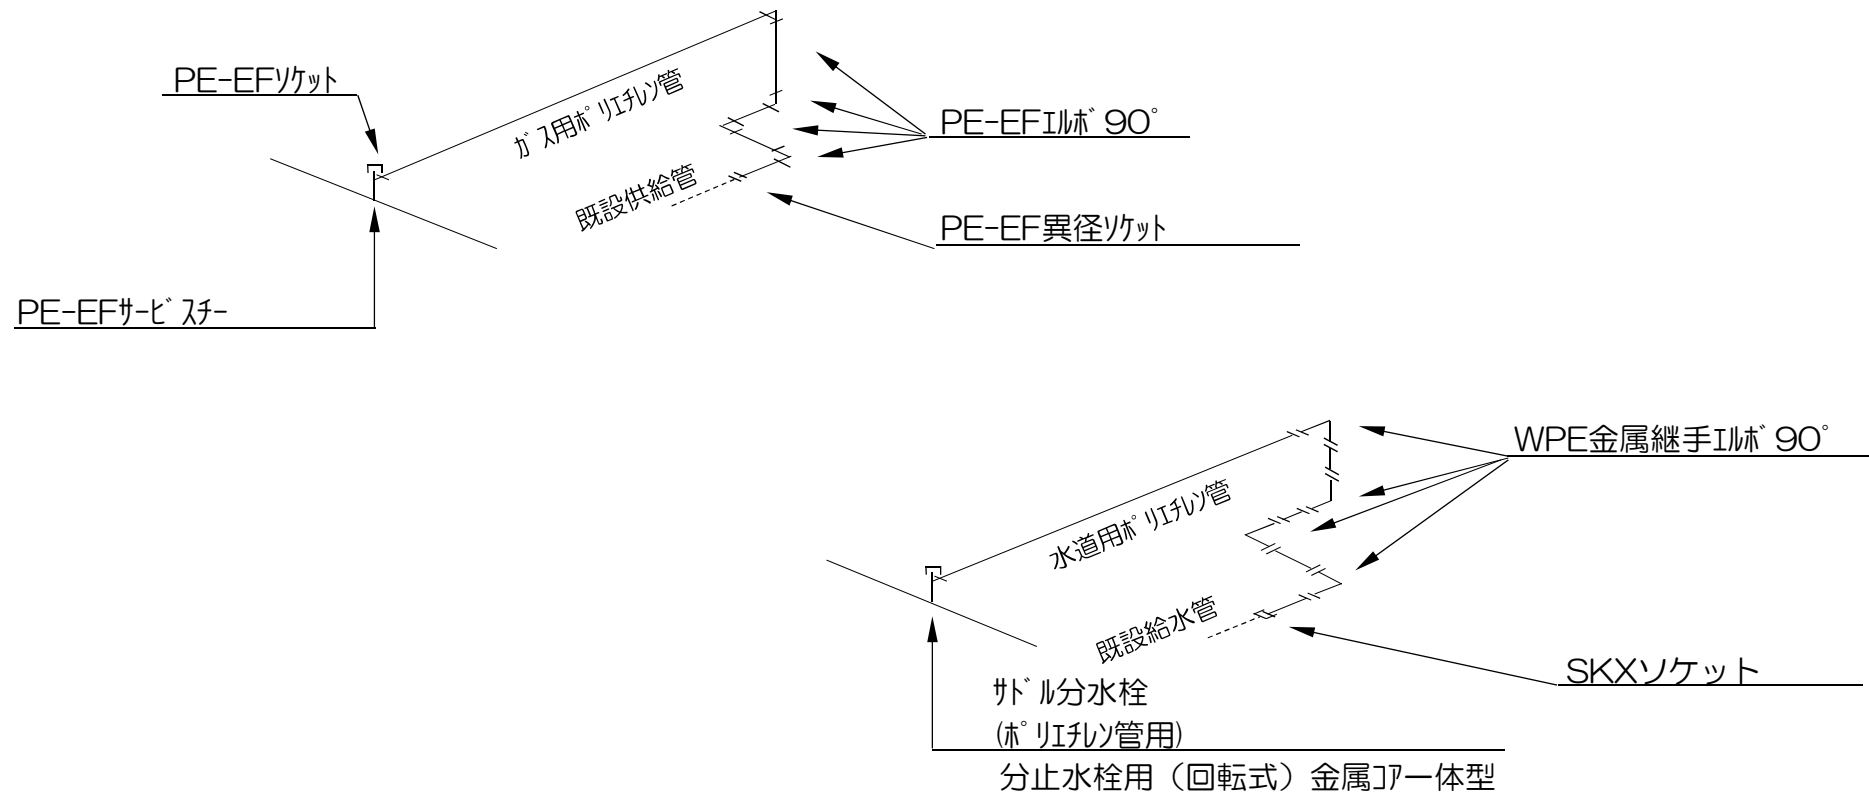 PE-EFｿｹｯﾄ
ｶﾞｽ用ﾎﾟﾘｴﾁﾚﾝ管
PE-EFｴﾙﾎﾞ90°
既設供給管
PE-EF異径ｿｹｯﾄ
PE-EFｻｰﾋﾞｽﾁｰ
WPE金属継手ｴﾙﾎﾞ90°
水道用ﾎﾟﾘｴﾁﾚﾝ管
既設給水管
SKXソケット
ｻﾄﾞﾙ分水栓
(ﾎﾟﾘｴﾁﾚﾝ管用)
分止水栓用（回転式）金属ｺｱ一体型